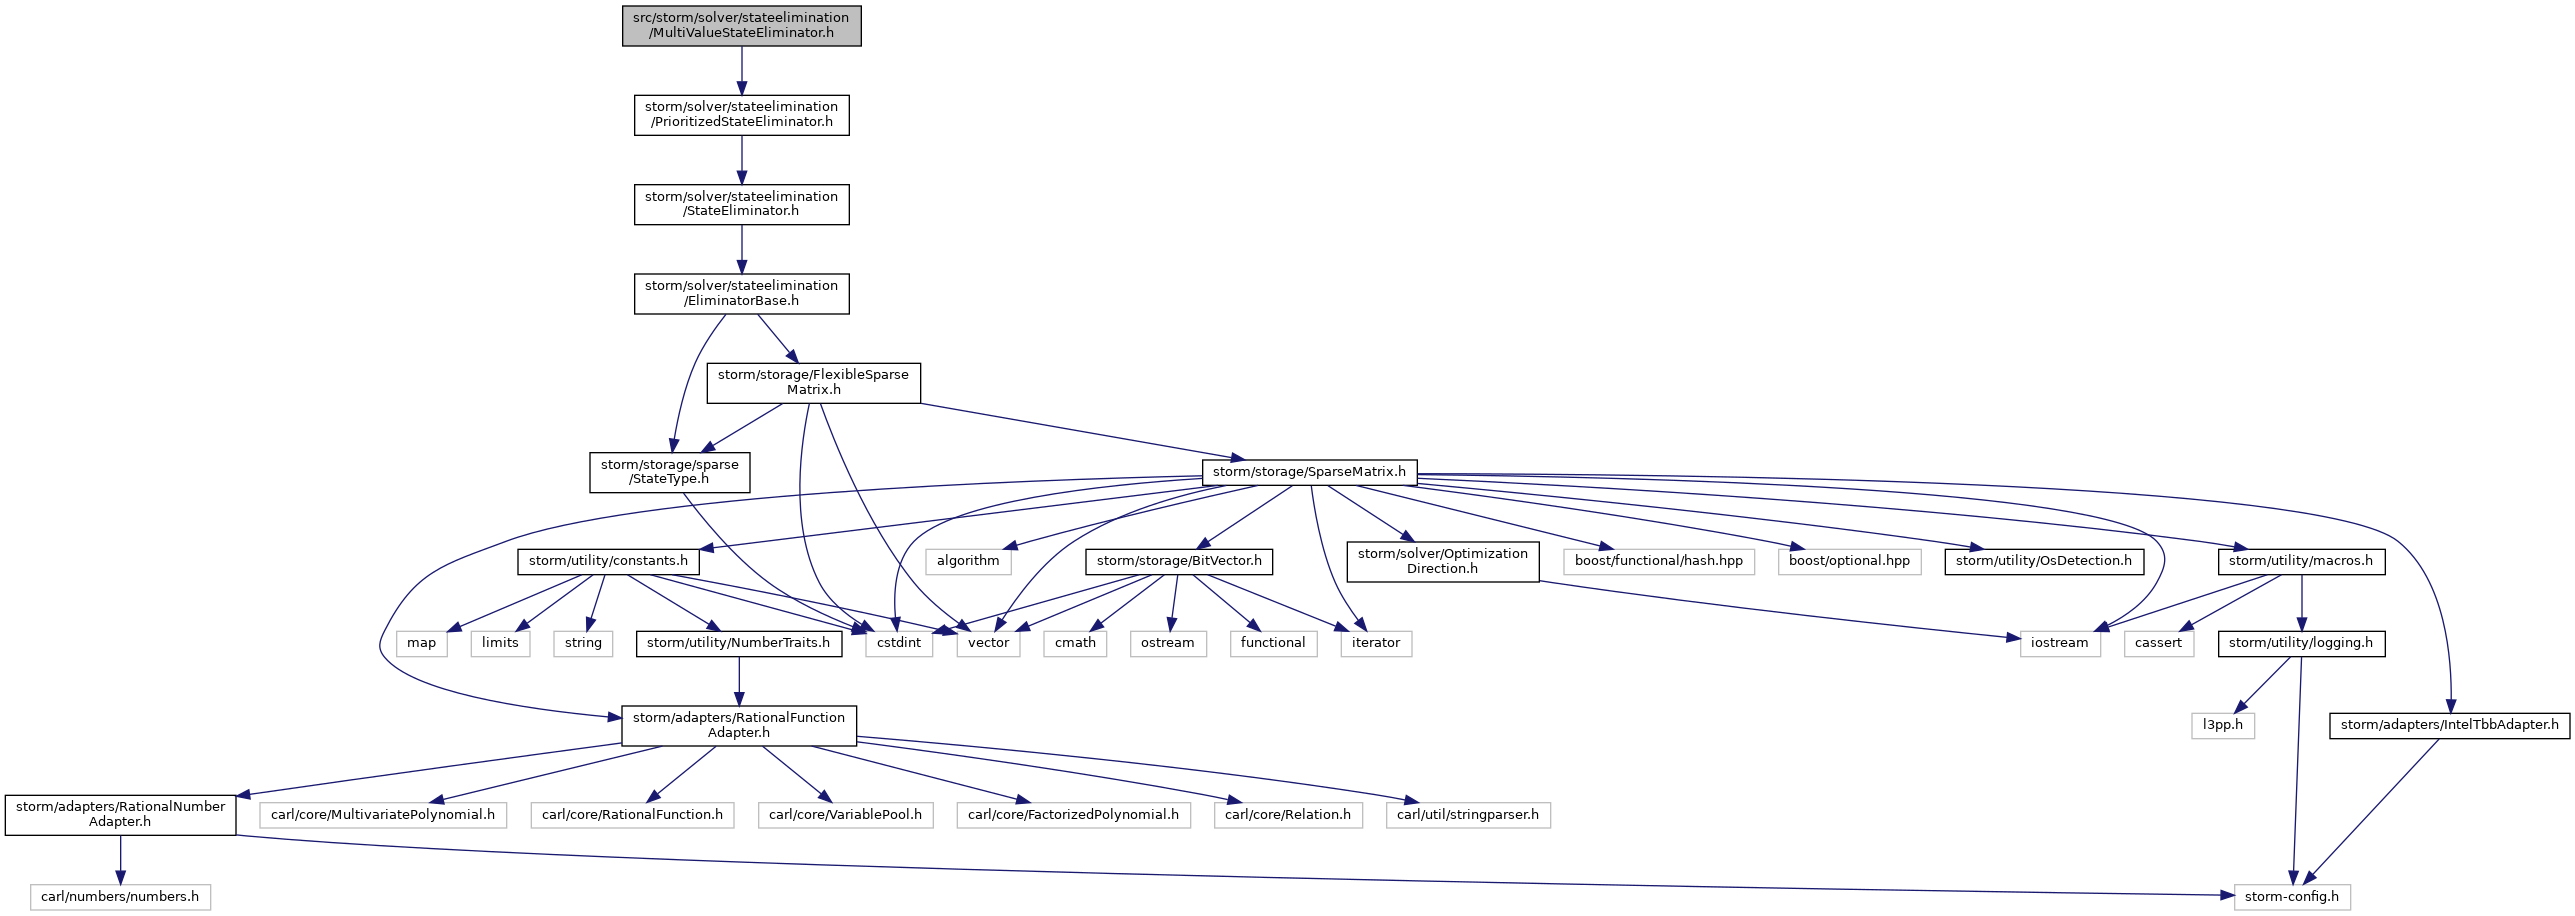 src/storm/solver/stateelimination
/MultiValueStateEliminator.h
storm/solver/stateelimination
/PrioritizedStateEliminator.h
storm/solver/stateelimination
/StateEliminator.h
storm/solver/stateelimination
/EliminatorBase.h
storm/storage/FlexibleSparse
Matrix.h
storm/storage/sparse
/StateType.h
storm/storage/SparseMatrix.h
storm/utility/constants.h
algorithm
storm/storage/BitVector.h
storm/solver/Optimization
Direction.h
boost/functional/hash.hpp
boost/optional.hpp
storm/utility/OsDetection.h
storm/utility/macros.h
map
limits
string
storm/utility/NumberTraits.h
cstdint
vector
cmath
ostream
functional
iterator
iostream
cassert
storm/utility/logging.h
storm/adapters/RationalFunction
Adapter.h
l3pp.h
storm/adapters/IntelTbbAdapter.h
storm/adapters/RationalNumber
Adapter.h
carl/core/MultivariatePolynomial.h
carl/core/RationalFunction.h
carl/core/VariablePool.h
carl/core/FactorizedPolynomial.h
carl/core/Relation.h
carl/util/stringparser.h
carl/numbers/numbers.h
storm-config.h